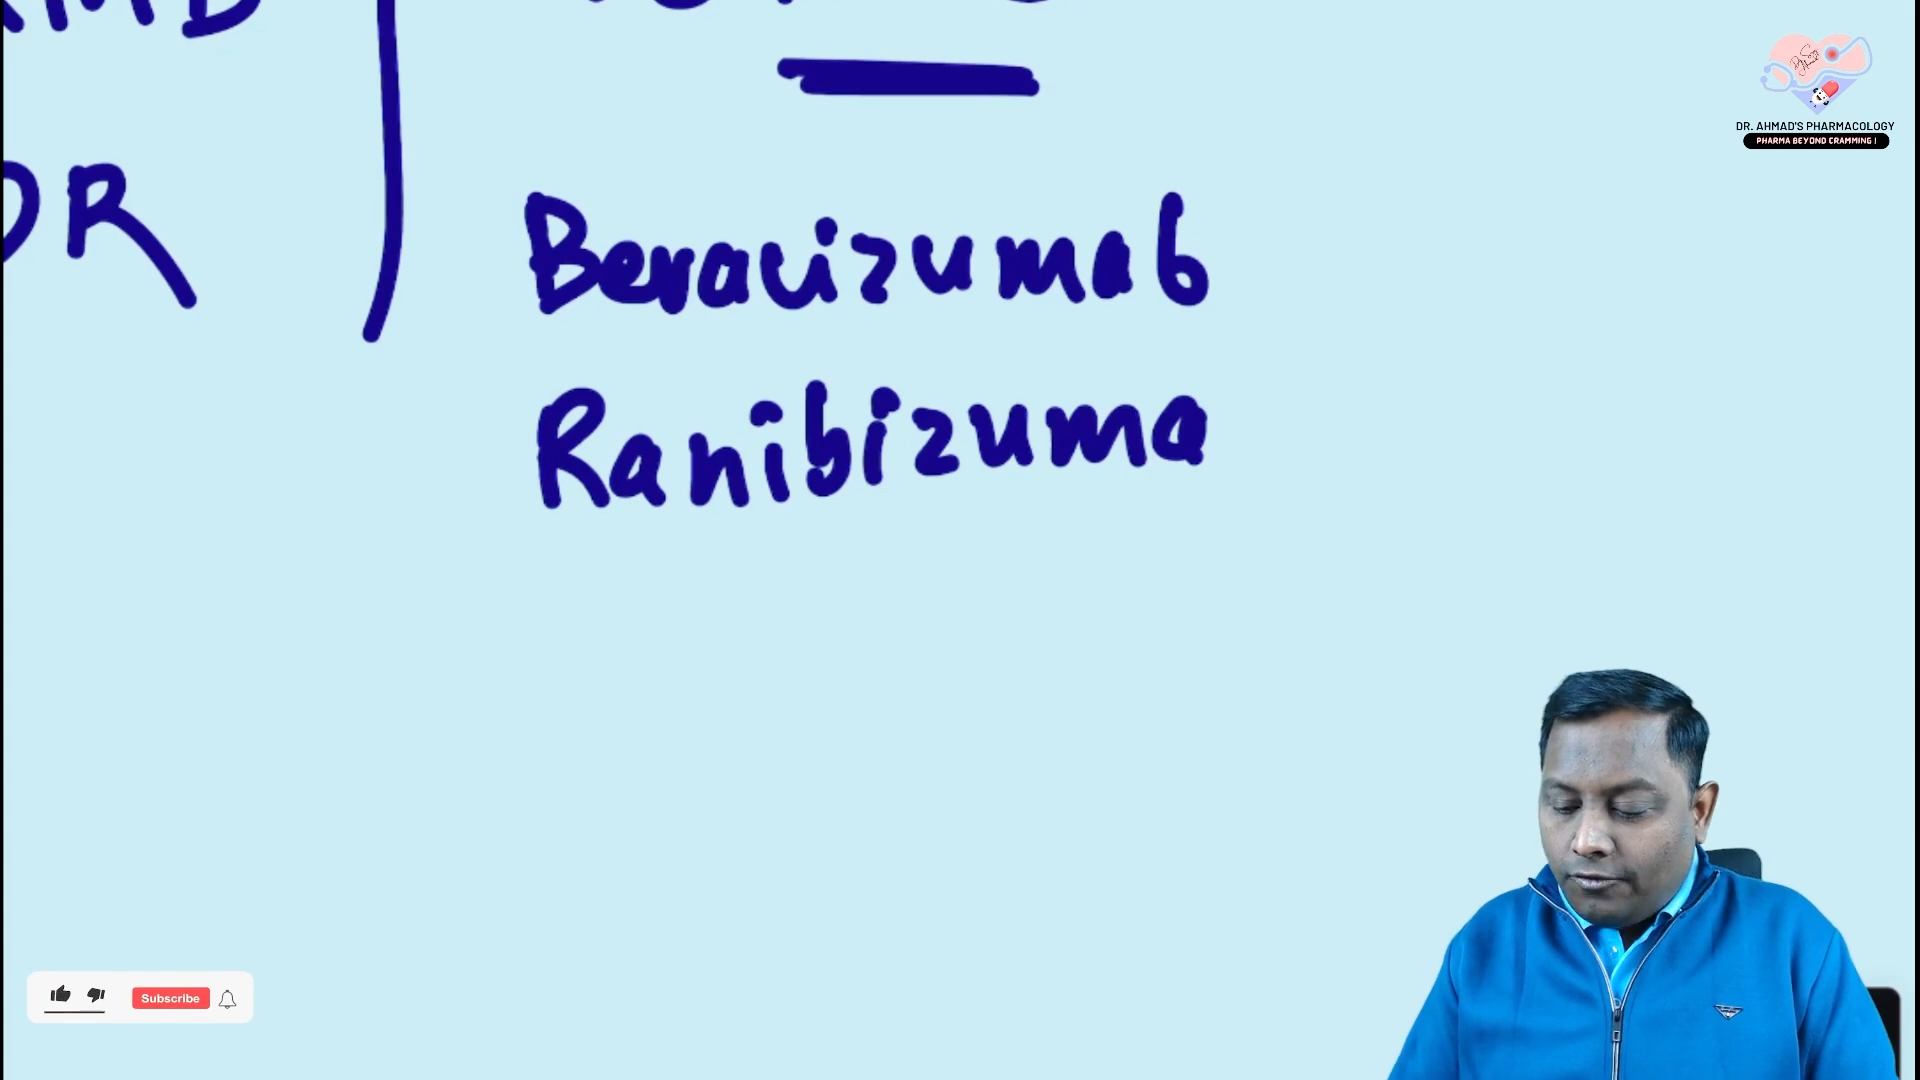 DR
Bevacizumab
Ranibizuma
DR. AHMAD'S PHARMACOLOGY
PHARMA BEYOND CRAMMING !
Subscribe